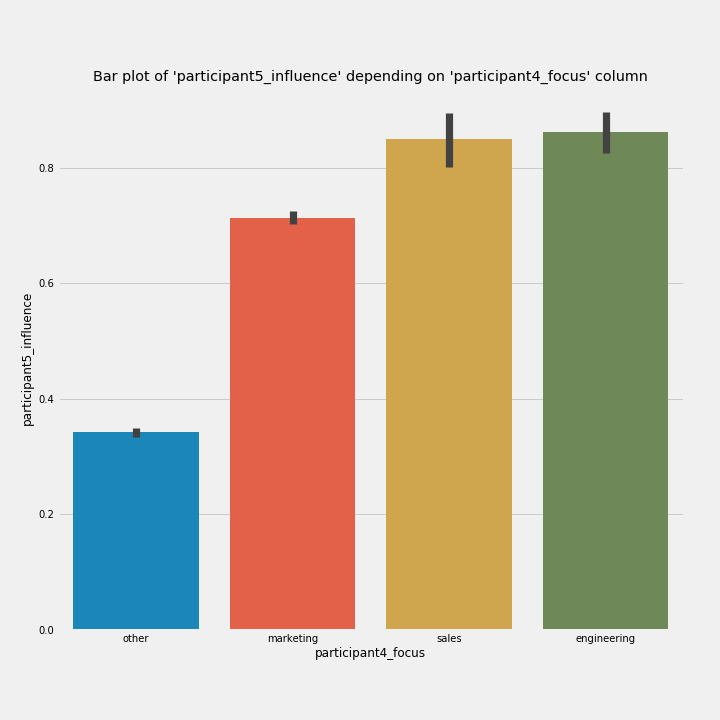 Bar plot of 'participant5_influence' depending on 'participant4_focus' column
participant5_influence
0.8
0.6
0.4
0.2
0.0
other marketing sales engineering
participant4_focus